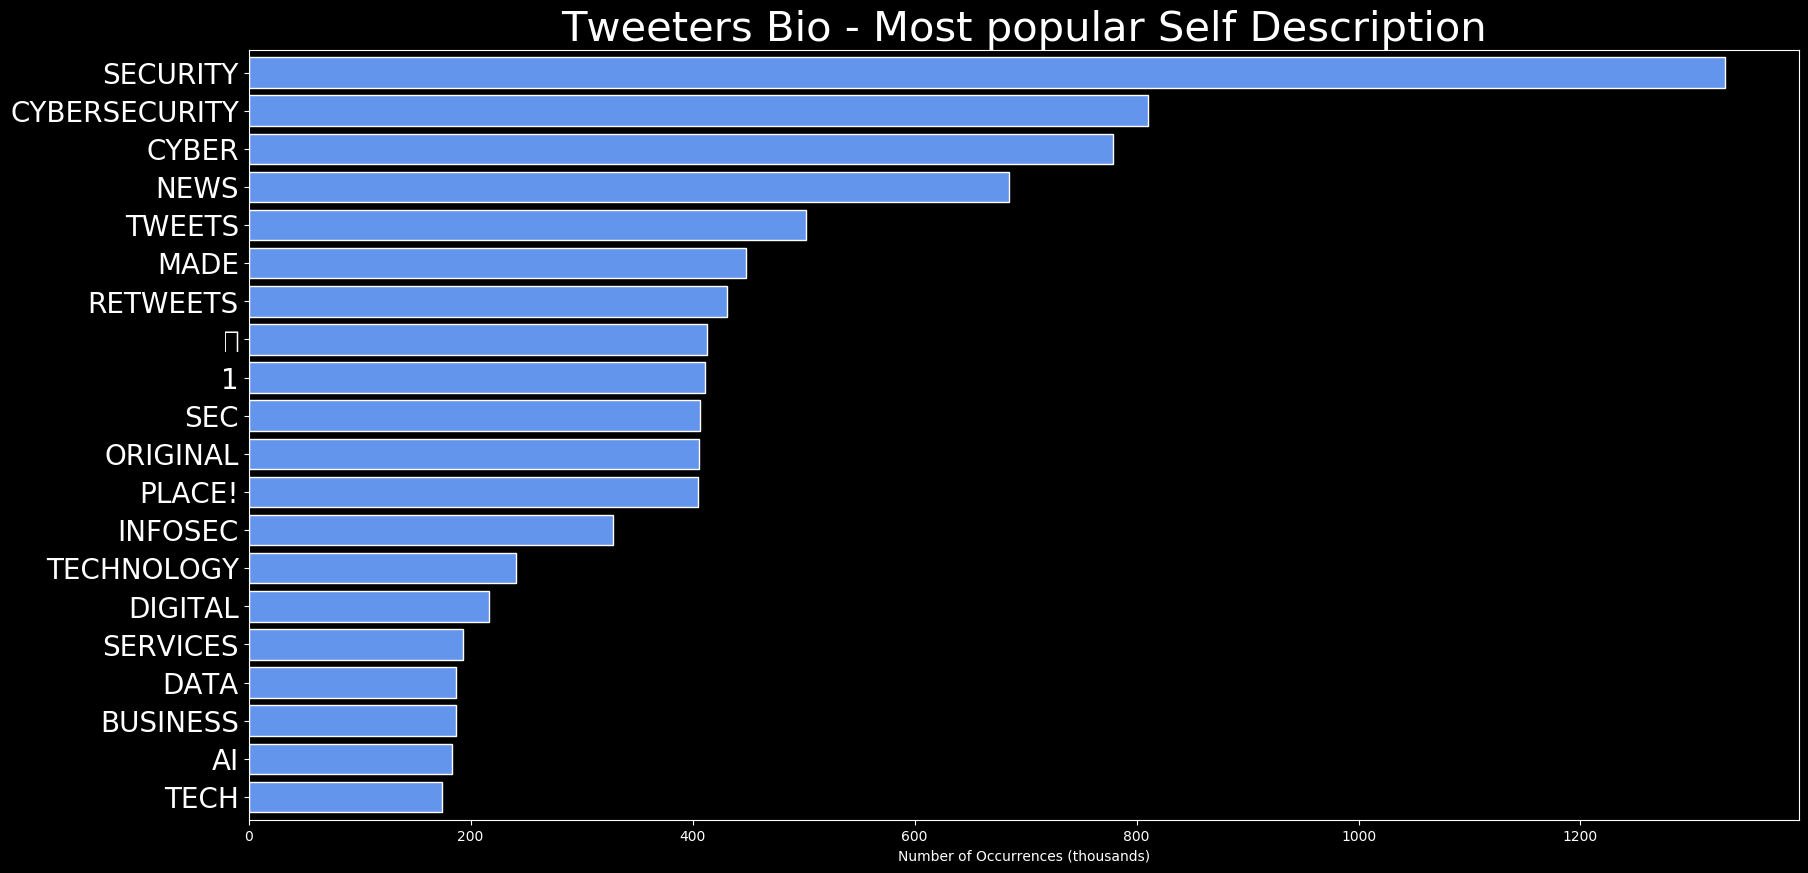 Tweeters Bio - Most popular Self Description
SECURITY
CYBERSECURITY
CYBER
NEWS
TWEETS
MADE
RETWEETS
1
SEC
ORIGINAL
PLACE!
INFOSEC
TECHNOLOGY
DIGITAL
SERVICES
DATA
BUSINESS
AI
TECH
0 200 400 600 800 1000 1200
Number of Occurrences (thousands)